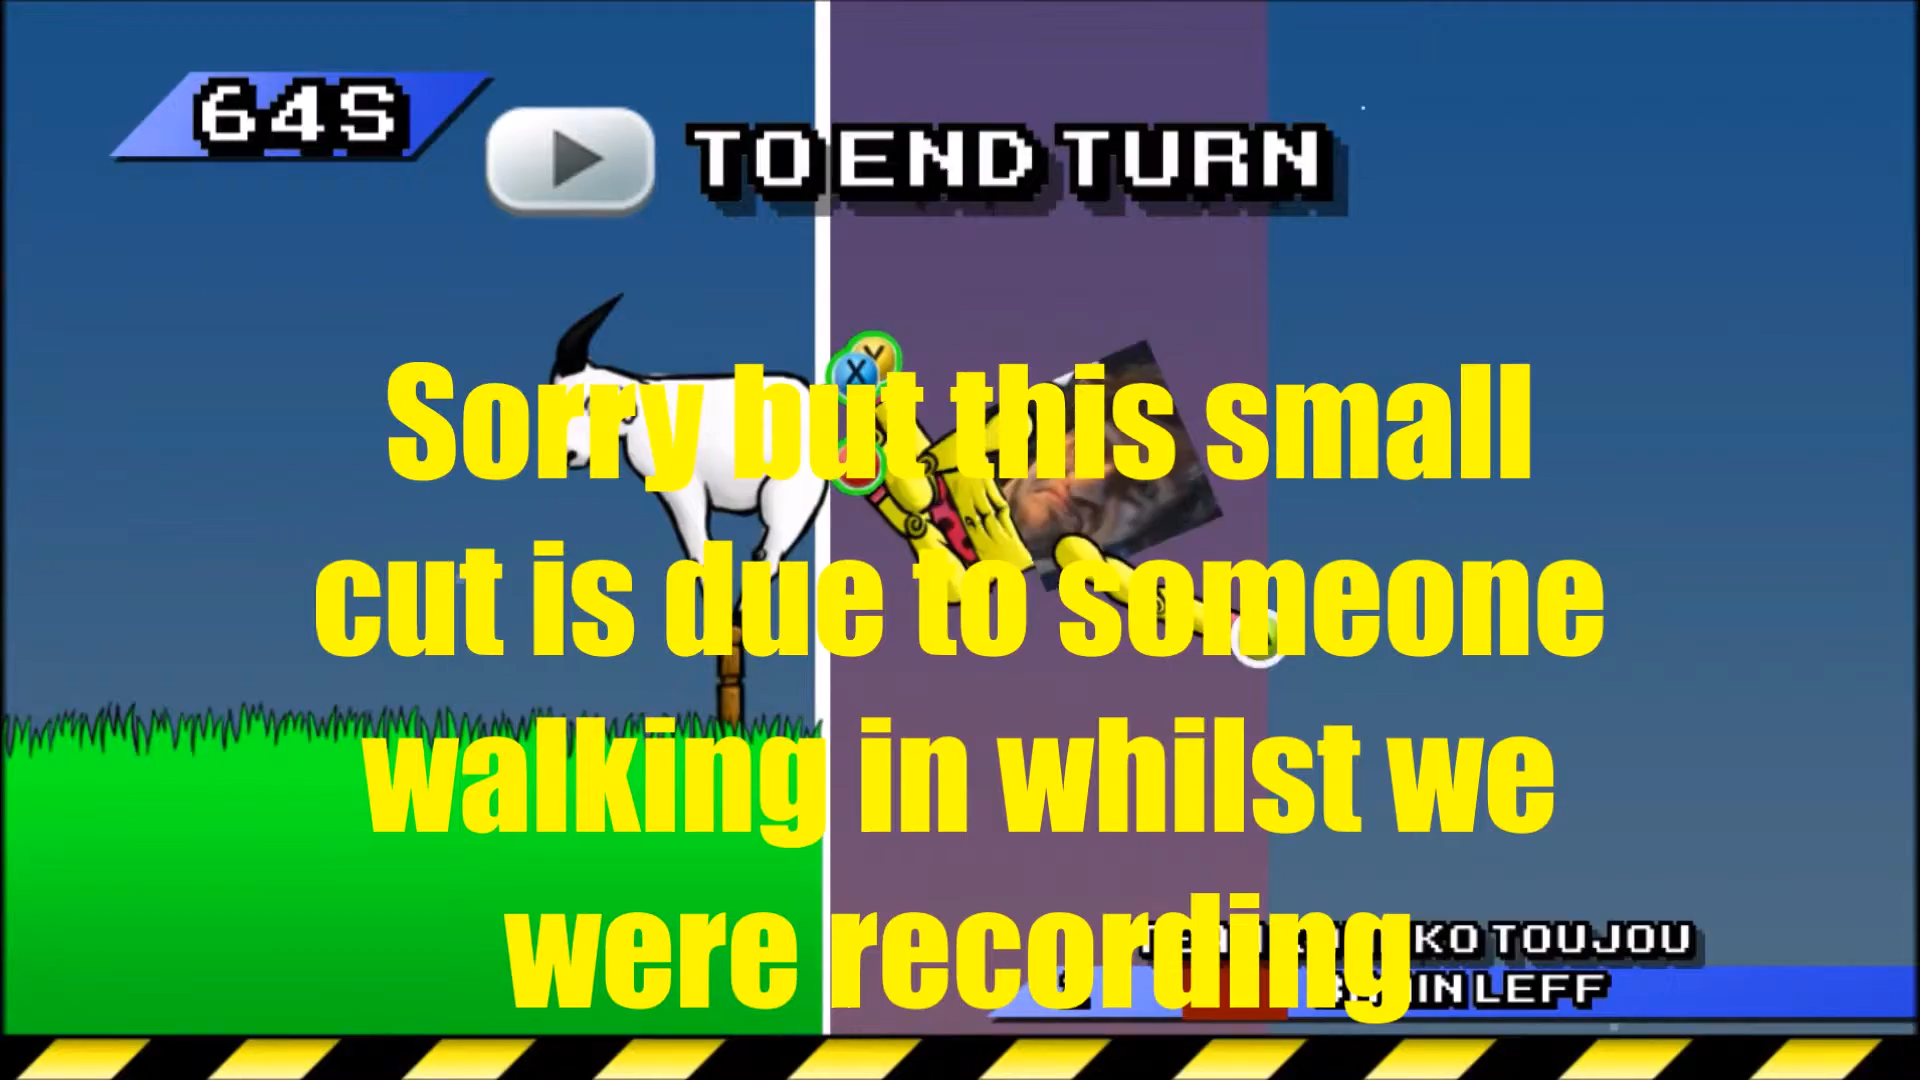 64S
TO END TURN
Y
X
Sorry but this small
cut is due to someone
walking in whilst we
were recording
KO TOUJOU
IN LEFF